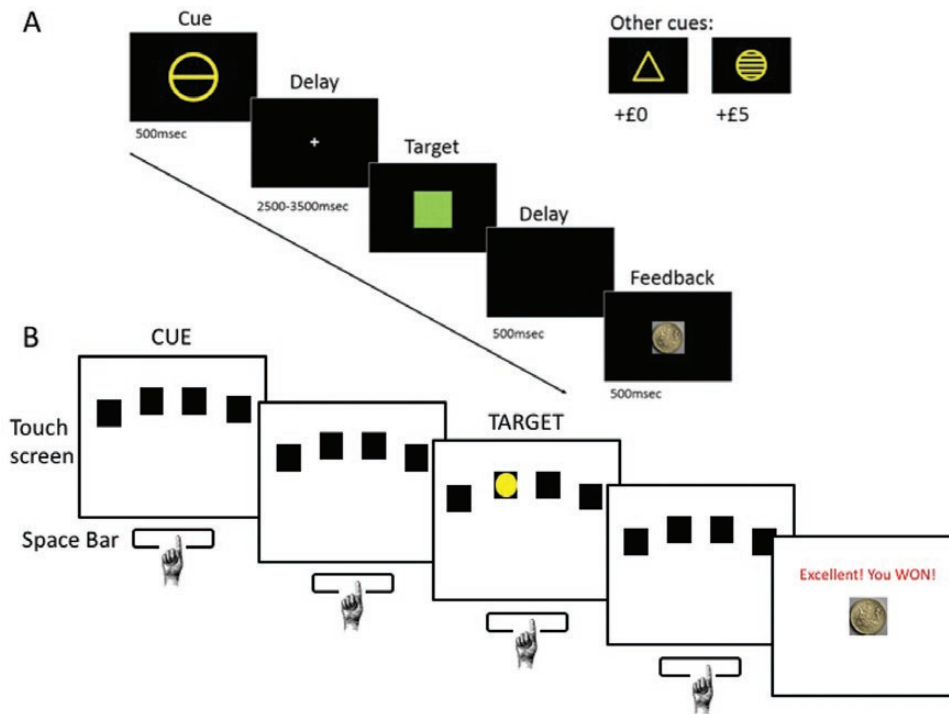 A
Cue
Other cues:
Delay
+£0
+£5
500msec
Target
2500-3500msec
Delay
Feedback
500msec
B
CUE
500msec
Touch
screen
TARGET
Space Bar
Excellent! You WON!